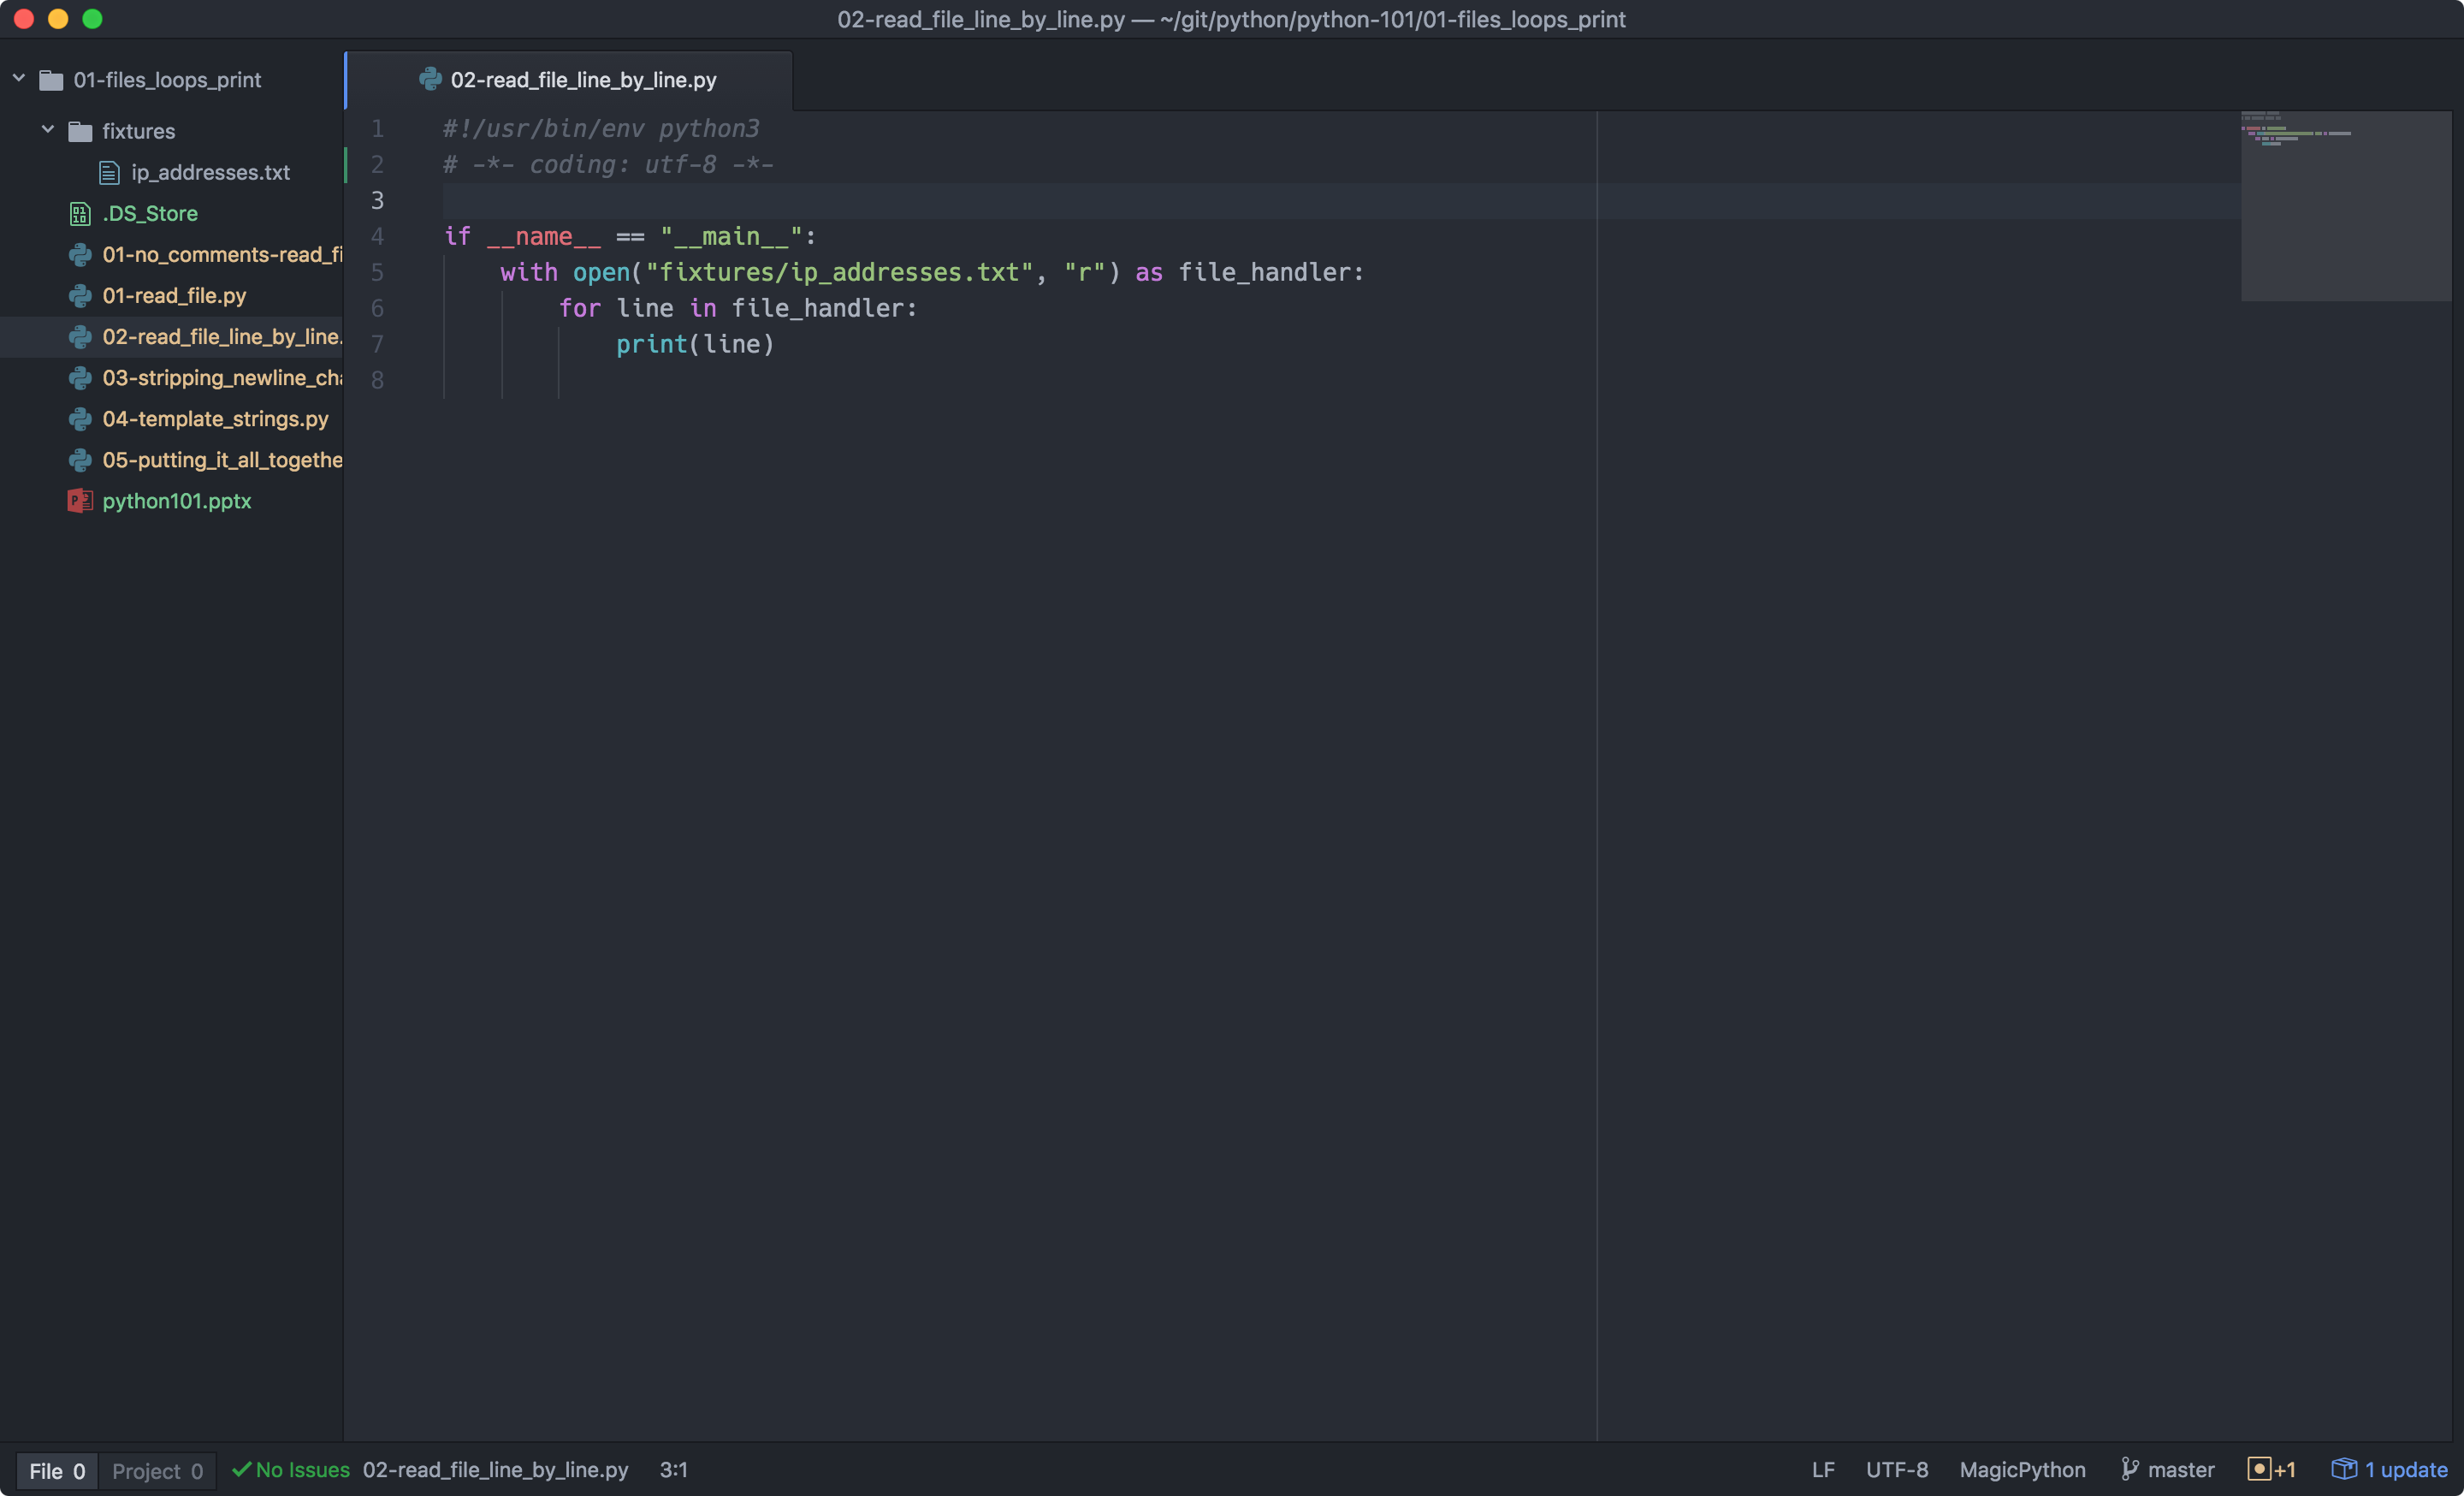 02-read_file_line_by_line.py — ~/git/python/python-101/01-files_loops_print
01-files_loops_print
fixtures
ip_addresses.txt
.DS_Store
01-no_comments-read_fi
01-read_file.py
02-read_file_line_by_line.
03-stripping_newline_cha
04-template_strings.py
05-putting_it_all_togethe
python101.pptx
02-read_file_line_by_line.py
1 #!/usr/bin/env python3
2 # -*- coding: utf-8 -*-
3
4 if __name__ == "__main__":
5     with open("fixtures/ip_addresses.txt", "r") as file_handler:
6         for line in file_handler:
7             print(line)
8
File 0 Project 0 No Issues 02-read_file_line_by_line.py 3:1 LF UTF-8 MagicPython master +1 1 update